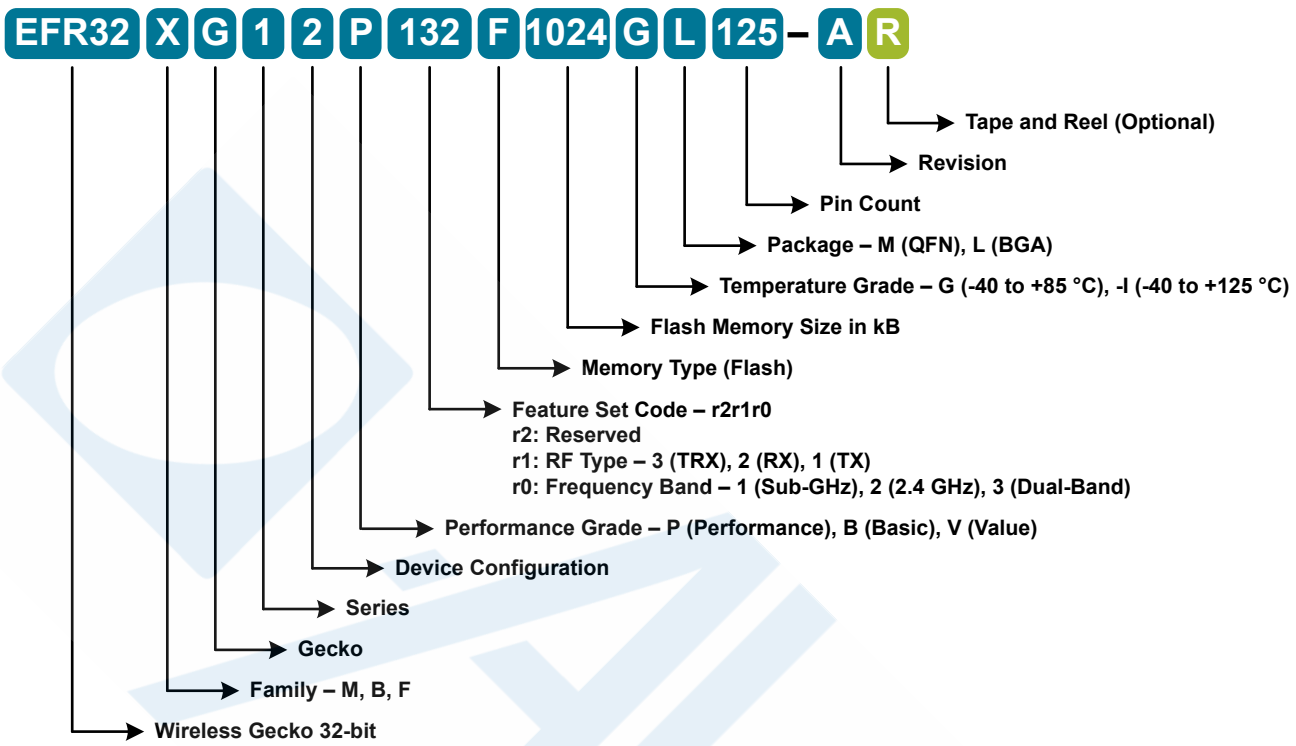 EFR32 X G 1 2 P 132 F 1024 G L 125 – A R
Tape and Reel (Optional)
Revision
Pin Count
Package – M (QFN), L (BGA)
Temperature Grade – G (-40 to +85 °C), -I (-40 to +125 °C)
Flash Memory Size in kB
Memory Type (Flash)
Feature Set Code – r2r1r0
r2: Reserved
r1: RF Type – 3 (TRX), 2 (RX), 1 (TX)
r0: Frequency Band – 1 (Sub-GHz), 2 (2.4 GHz), 3 (Dual-Band)
Performance Grade – P (Performance), B (Basic), V (Value)
Device Configuration
Series
Gecko
Family – M, B, F
Wireless Gecko 32-bit